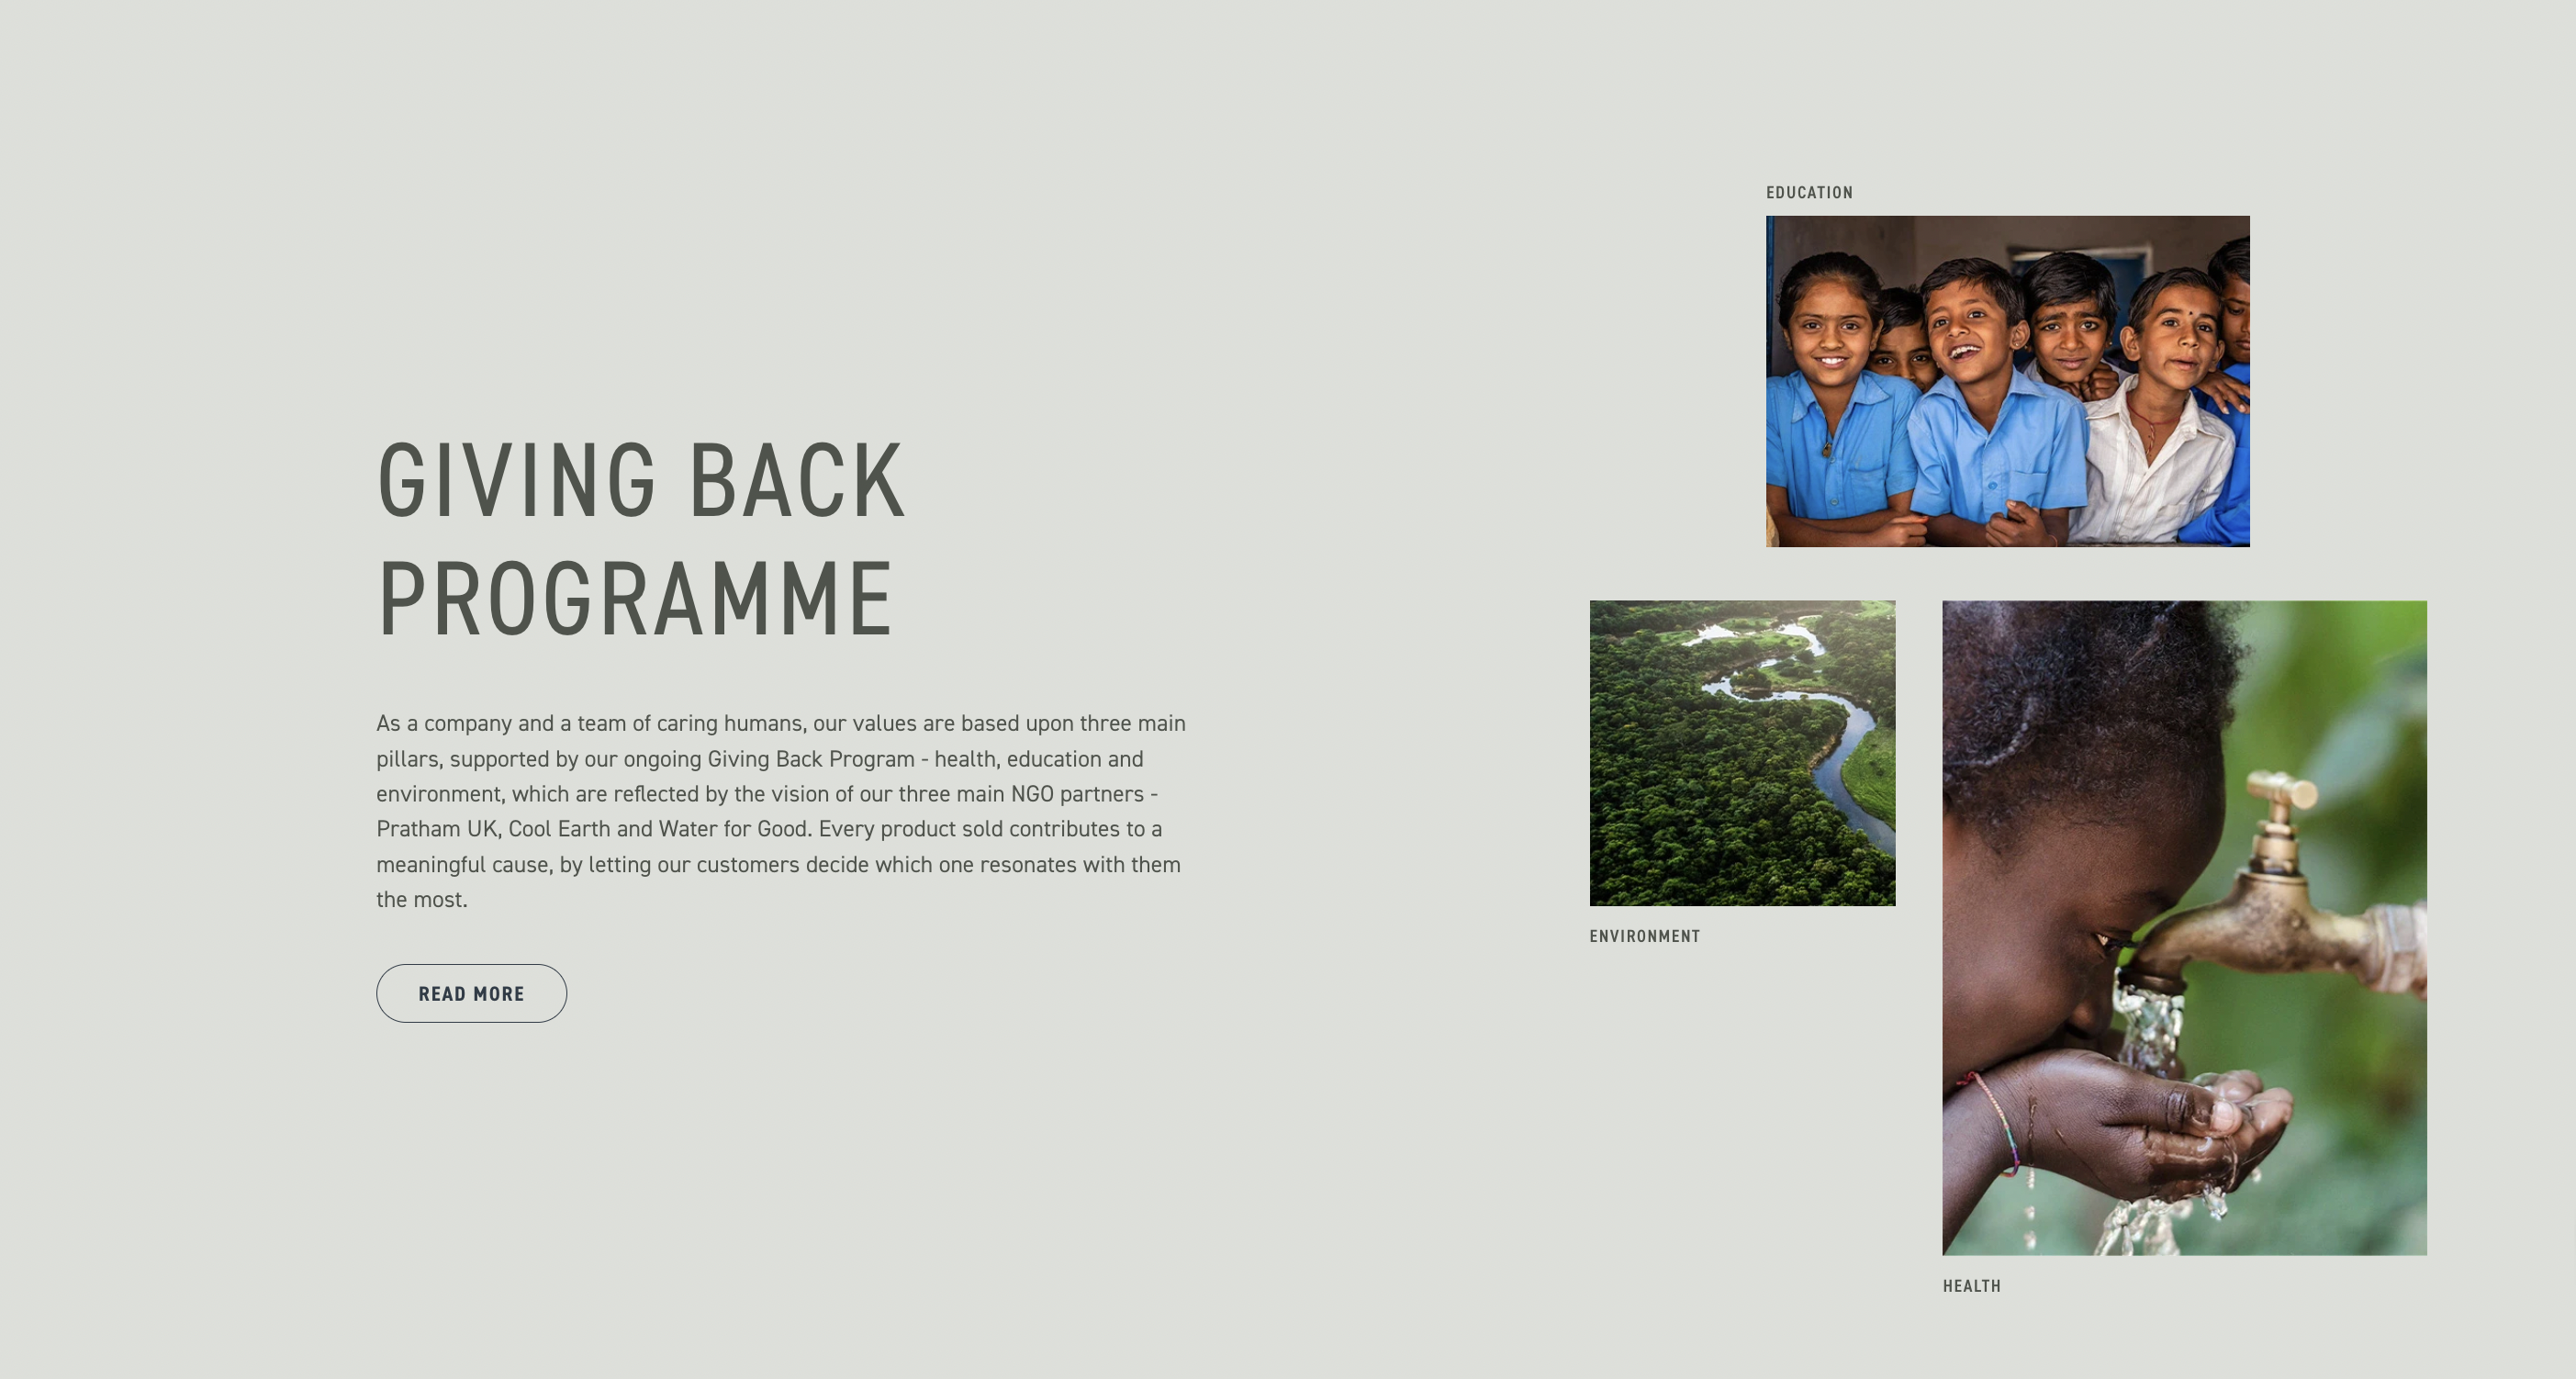 GIVING BACK
PROGRAMME
As a company and a team of caring humans, our values are based upon three main
pillars, supported by our ongoing Giving Back Program - health, education and
environment, which are reflected by the vision of our three main NGO partners -
Pratham UK, Cool Earth and Water for Good. Every product sold contributes to a
meaningful cause, by letting our customers decide which one resonates with them
the most.
READ MORE
EDUCATION
ENVIRONMENT
HEALTH